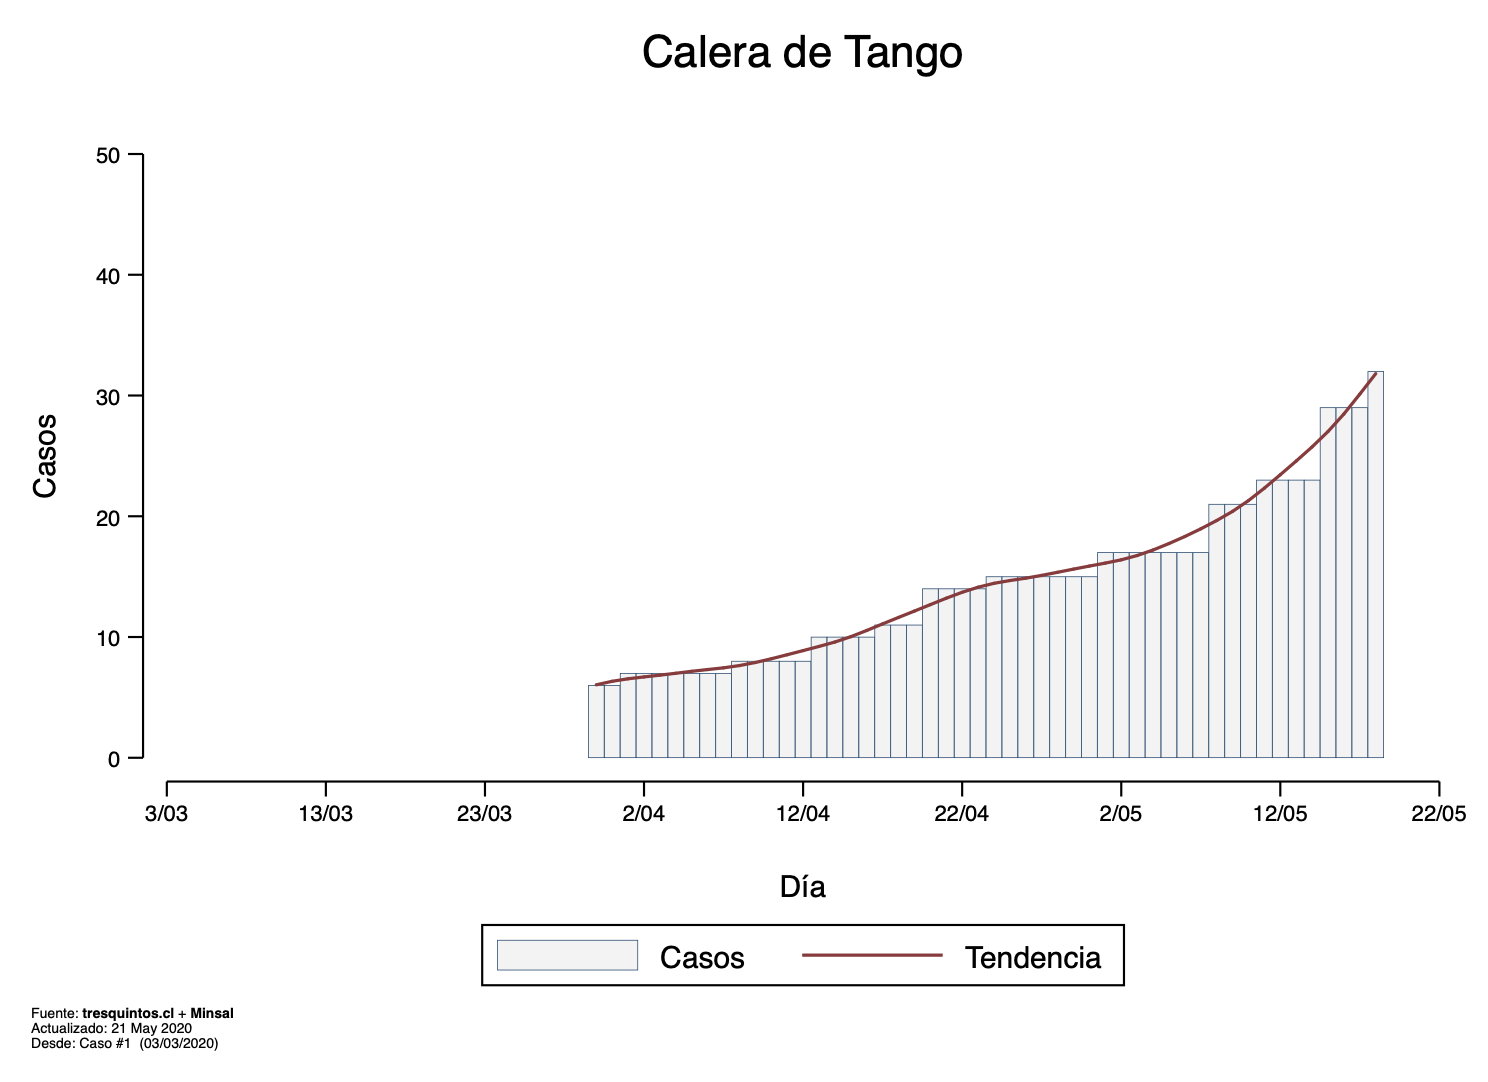 Calera de Tango
50
40
30
20
10
0
Casos
3/03 13/03 23/03 2/04 12/04 22/04 2/05 12/05 22/05
Día
Casos Tendencia
Fuente: tresquintos.cl + Minsal
Actualizado: 21 May 2020
Desde: Caso #1 (03/03/2020)